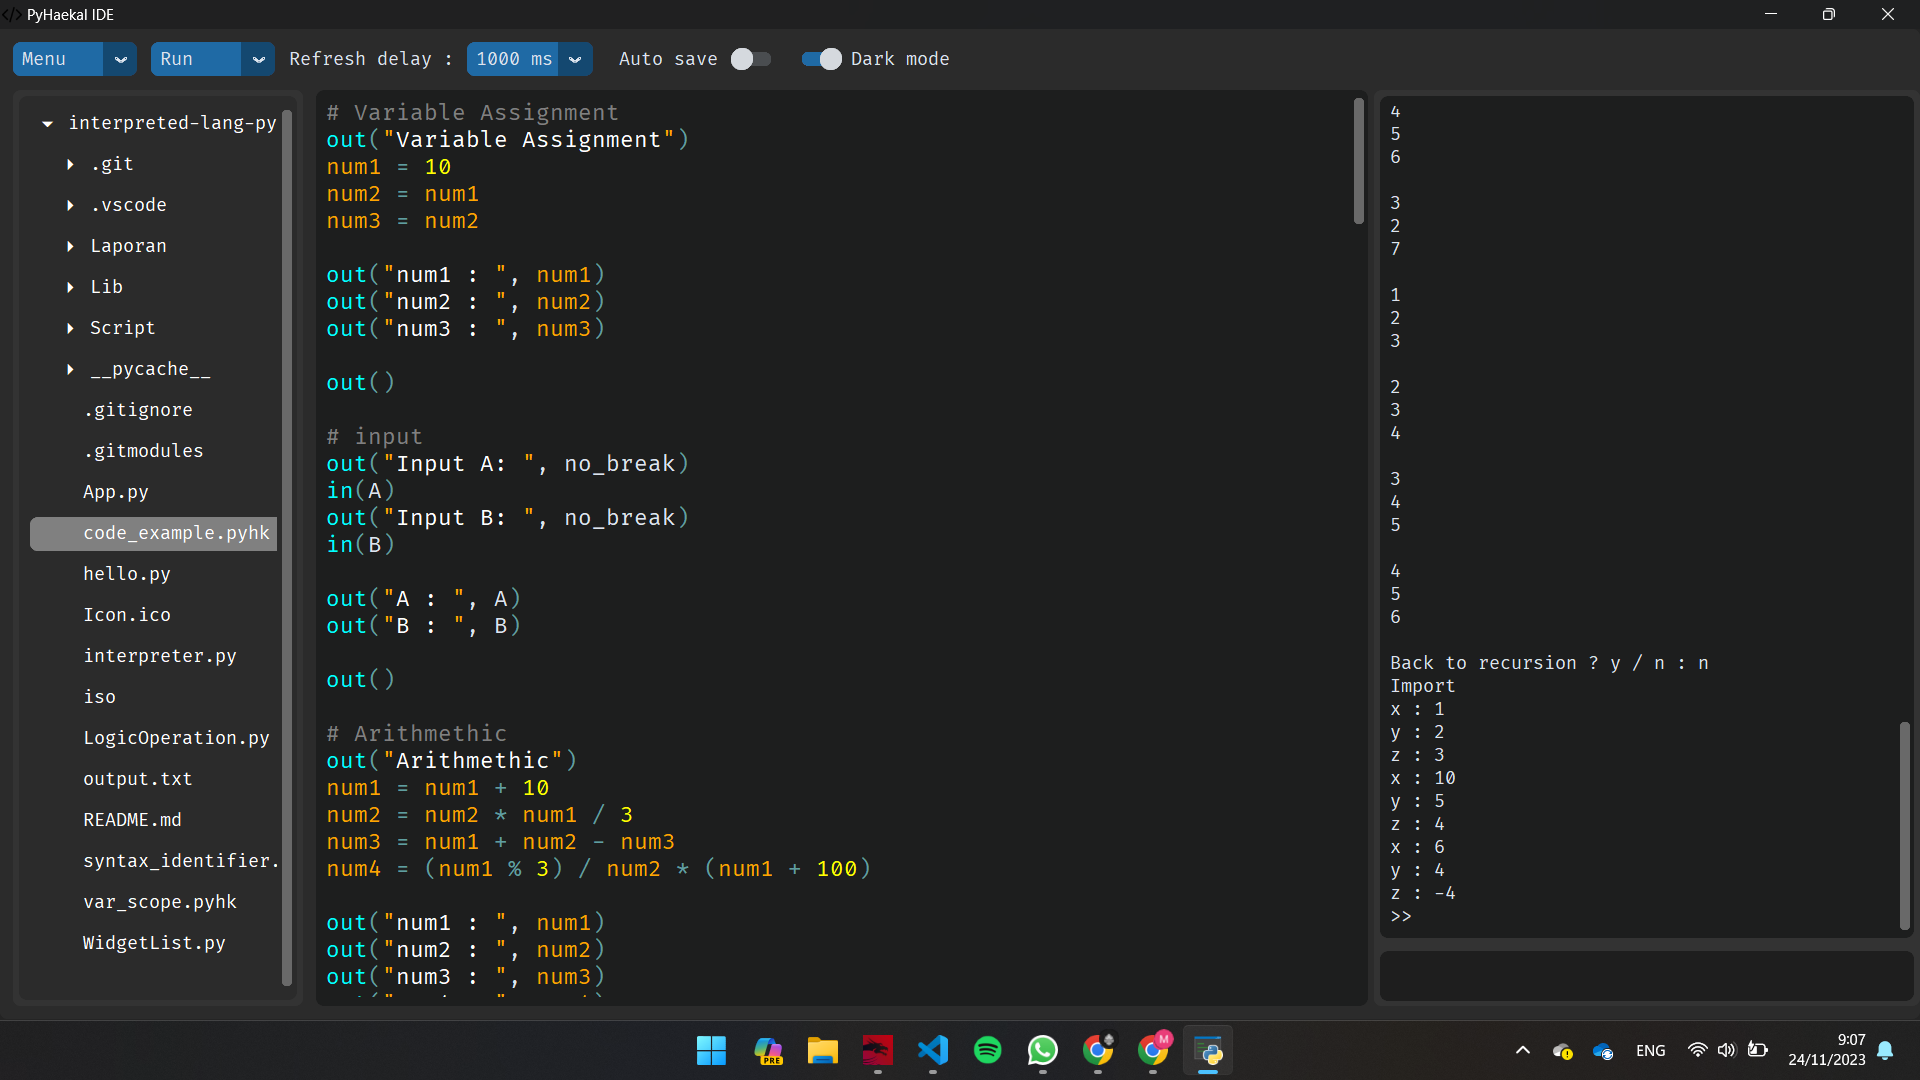 PyHaekal IDE
Menu
Run
Refresh delay :
1000 ms
Auto save
Dark mode
interpreted-lang-py
.git
.vscode
Laporan
Lib
Script
__pycache__
.gitignore
.gitmodules
App.py
code_example.pyhk
hello.py
Icon.ico
interpreter.py
iso
LogicOperation.py
output.txt
README.md
syntax_identifier.
var_scope.pyhk
WidgetList.py
# Variable Assignment
out("Variable Assignment")
num1 = 10
num2 = num1
num3 = num2
out("num1 : ", num1)
out("num2 : ", num2)
out("num3 : ", num3)
out()
# input
out("Input A: ", no_break)
in(A)
out("Input B: ", no_break)
in(B)
out("A : ", A)
out("B : ", B)
out()
# Arithmethic
out("Arithmethic")
num1 = num1 + 10
num2 = num2 * num1 / 3
num3 = num1 + num2 - num3
num4 = (num1 % 3) / num2 * (num1 + 100)
out("num1 : ", num1)
out("num2 : ", num2)
out("num3 : ", num3)
4
5
6
3
2
7
1
2
3
2
3
4
3
4
5
4
5
6
Back to recursion ? y / n : n
Import
x : 1
y : 2
z : 3
x : 10
y : 5
z : 4
x : 6
y : 4
z : -4
>>
PRE
M
ENG
9:07
24/11/2023